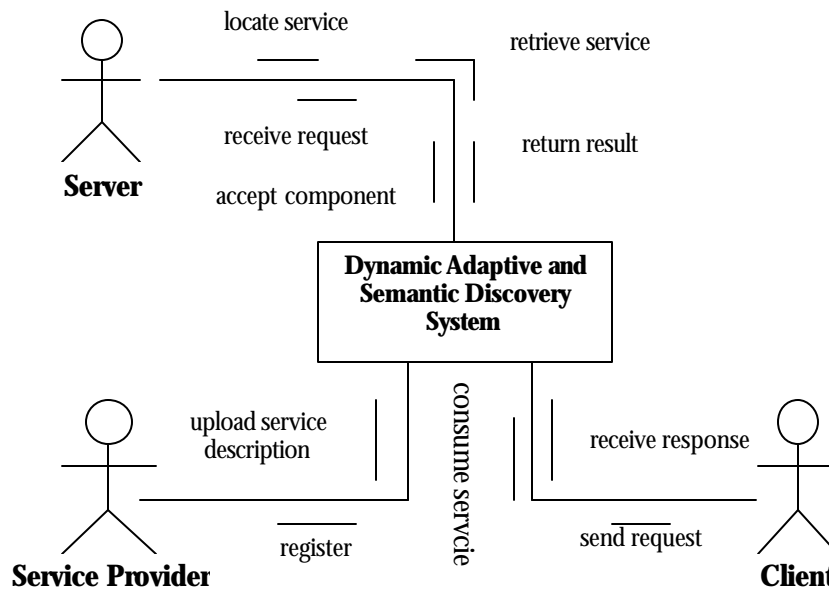 locate service
retrieve service
receive request
return result
Server
accept component
Dynamic Adaptive and
Semantic Discovery
System
upload service
description
consume servcie
receive response
register
send request
Service Provider
Client